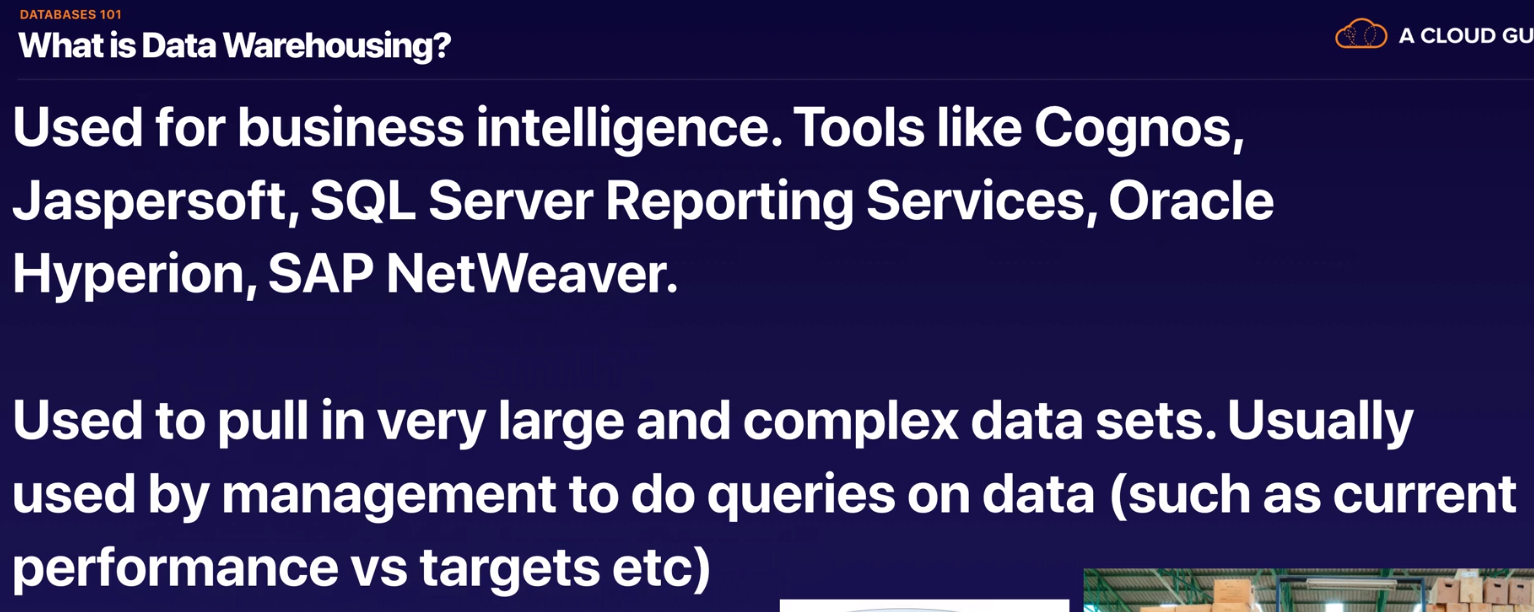 DATABASES 101
What is Data Warehousing?
A CLOUD GU
Used for business intelligence. Tools like Cognos,
Jaspersoft, SQL Server Reporting Services, Oracle
Hyperion, SAP NetWeaver.
Used to pull in very large and complex data sets. Usually
used by management to do queries on data (such as current
performance vs targets etc)